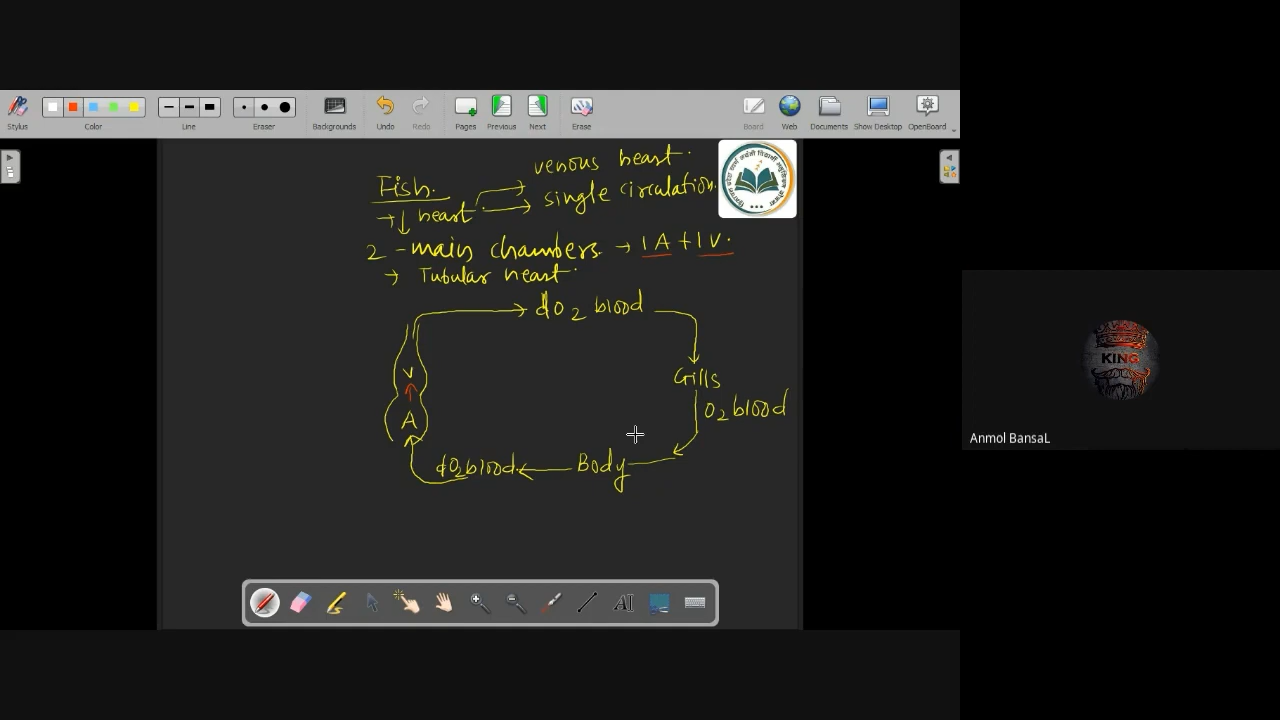 Stylus
Color
Line
Eraser
Backgrounds
Undo
Redo
Pages
Previous
Next
Erase
Board
Web
Documents
Show Desktop
OpenBoard
venous heart.
Fish.
single circulation.
→ heart
2 - main chambers. → 1A + 1V.
→ Tubular heart.
dO2 blood
V
Gills
A
O2 blood
dO2 blood
Body
AI
KING
Anmol BansaL